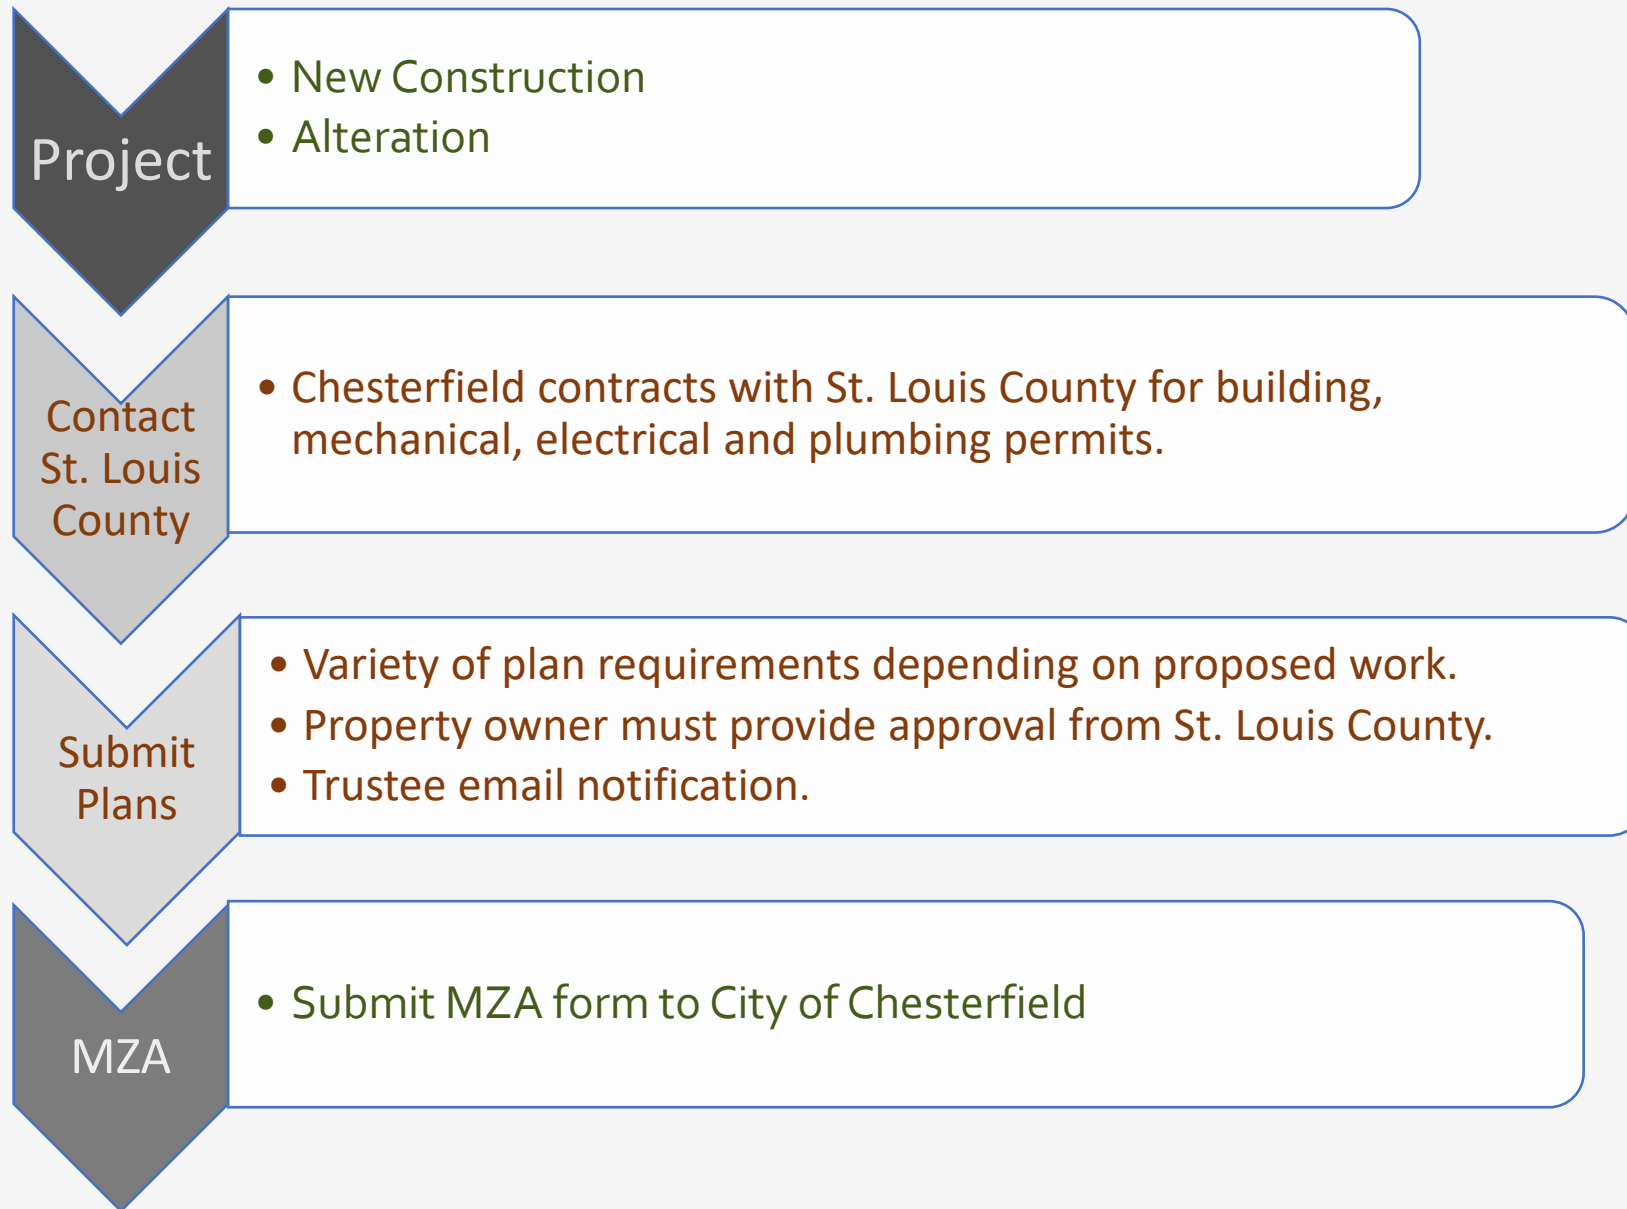 Project
• New Construction
• Alteration
Contact
St. Louis
County
• Chesterfield contracts with St. Louis County for building,
mechanical, electrical and plumbing permits.
Submit
Plans
• Variety of plan requirements depending on proposed work.
• Property owner must provide approval from St. Louis County.
• Trustee email notification.
MZA
• Submit MZA form to City of Chesterfield